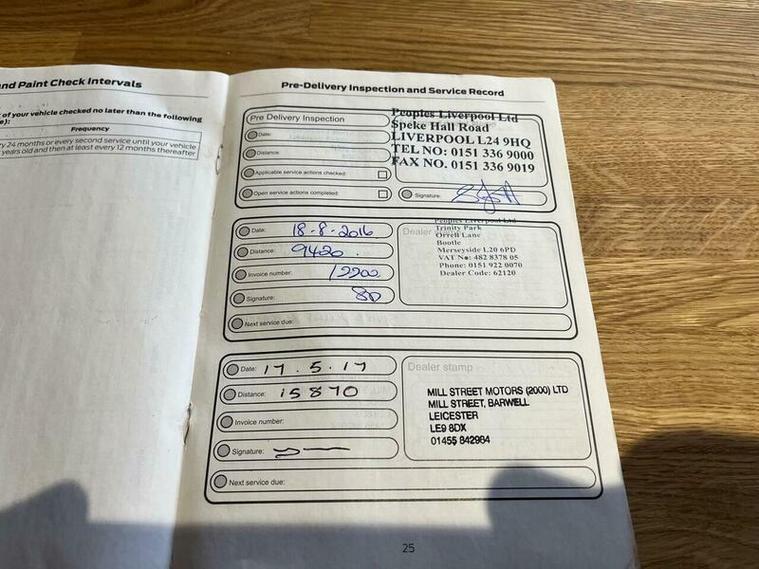 nd Paint Check Intervals
of your vehicle checked no later than the following
e):
Frequency
ry 24 months or every second service until your vehicle
years old and then at least every 12 months thereafter
Pre-Delivery Inspection and Service Record
Pre Delivery Inspection
Date:
Distance:
Applicable service actions checked:
Open service actions completed:
Peoples Liverpool Ltd
Speke Hall Road
LIVERPOOL L24 9HQ
TEL NO: 0151 336 9000
FAX NO. 0151 336 9019
Signature:
Date: 18-8-2016
Distance: 9420.
Invoice number: 12202
Signature:
Next service due:
Dealer
Peoples Liverpool Ltd
Trinity Park
Orrell Lane
Bootle
Merseyside L20 6PD
VAT No: 482 8378 05
Phone: 0151 922 0070
Dealer Code: 62120
Date: 17.5.17
Distance: 15870
Invoice number:
Signature:
Next service due:
Dealer stamp
MILL STREET MOTORS (2000) LTD
MILL STREET, BARWELL
LEICESTER
LE9 8DX
01455 842984
25